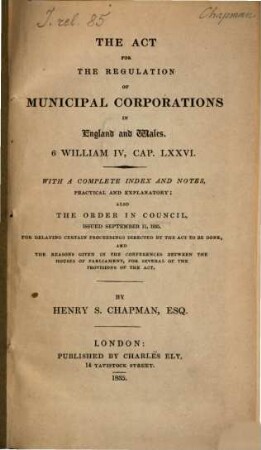 J. rel. 85
Chapman
THE ACT
FOR
THE REGULATION
OF
MUNICIPAL CORPORATIONS
IN
England and Wales.
6 WILLIAM IV, CAP. LXXVI.
WITH A COMPLETE INDEX AND NOTES,
PRACTICAL AND EXPLANATORY;
ALSO
THE ORDER IN COUNCIL,
ISSUED SEPTEMBER 11, 1835,
FOR DELAYING CERTAIN PROCEEDINGS DIRECTED BY THE ACT TO BE DONE,
AND
THE REASONS GIVEN IN THE CONFERENCES BETWEEN THE
HOUSES OF PARLIAMENT, FOR SEVERAL OF THE
PROVISIONS OF THE ACT.
BY
HENRY S. CHAPMAN, ESQ.
LONDON:
PUBLISHED BY CHARLES ELY,
14 TAVISTOCK STREET.
1835.